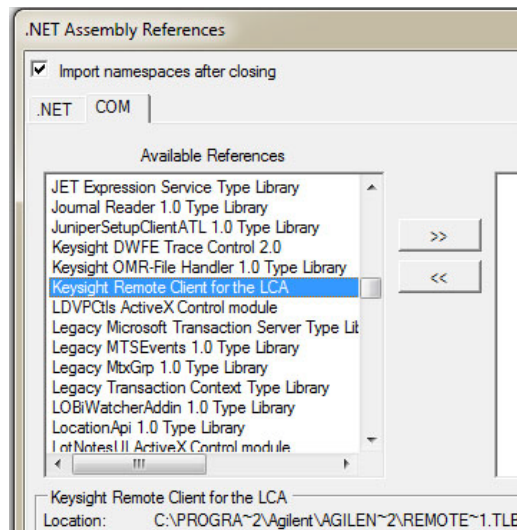 .NET Assembly References
Import namespaces after closing
.NET COM
Available References
JET Expression Service Type Library
Journal Reader 1.0 Type Library
JuniperSetupClientATL 1.0 Type Library
Keysight DWFE Trace Control 2.0
Keysight OMR-File Handler 1.0 Type Library
Keysight Remote Client for the LCA
LDVPCtls ActiveX Control module
Legacy Microsoft Transaction Server Type Lib
Legacy MTSEvents 1.0 Type Library
Legacy MtxGrp 1.0 Type Library
Legacy Transaction Context Type Library
LOBiWatcherAddin 1.0 Type Library
LocationApi 1.0 Type Library
LotNotesUI ActiveX Control module
>>
<<
Keysight Remote Client for the LCA
Location: C:\PROGRA~2\Agilent\AGILEN~2\REMOTE~1.TLB